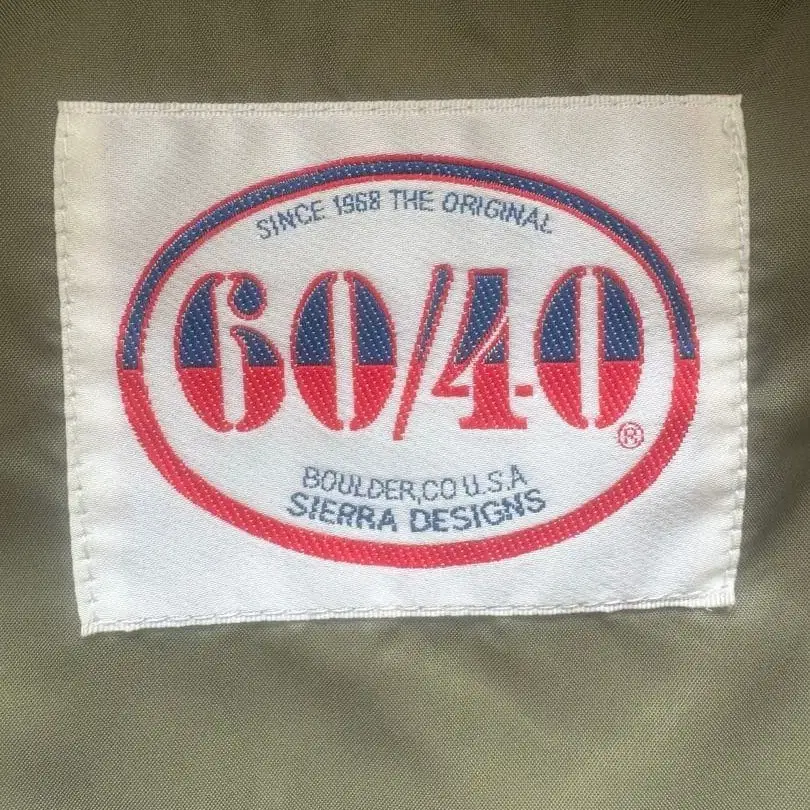 SINCE 1968 THE ORIGINAL
60/40®
BOULDER,CO U.S.A
SIERRA DESIGNS